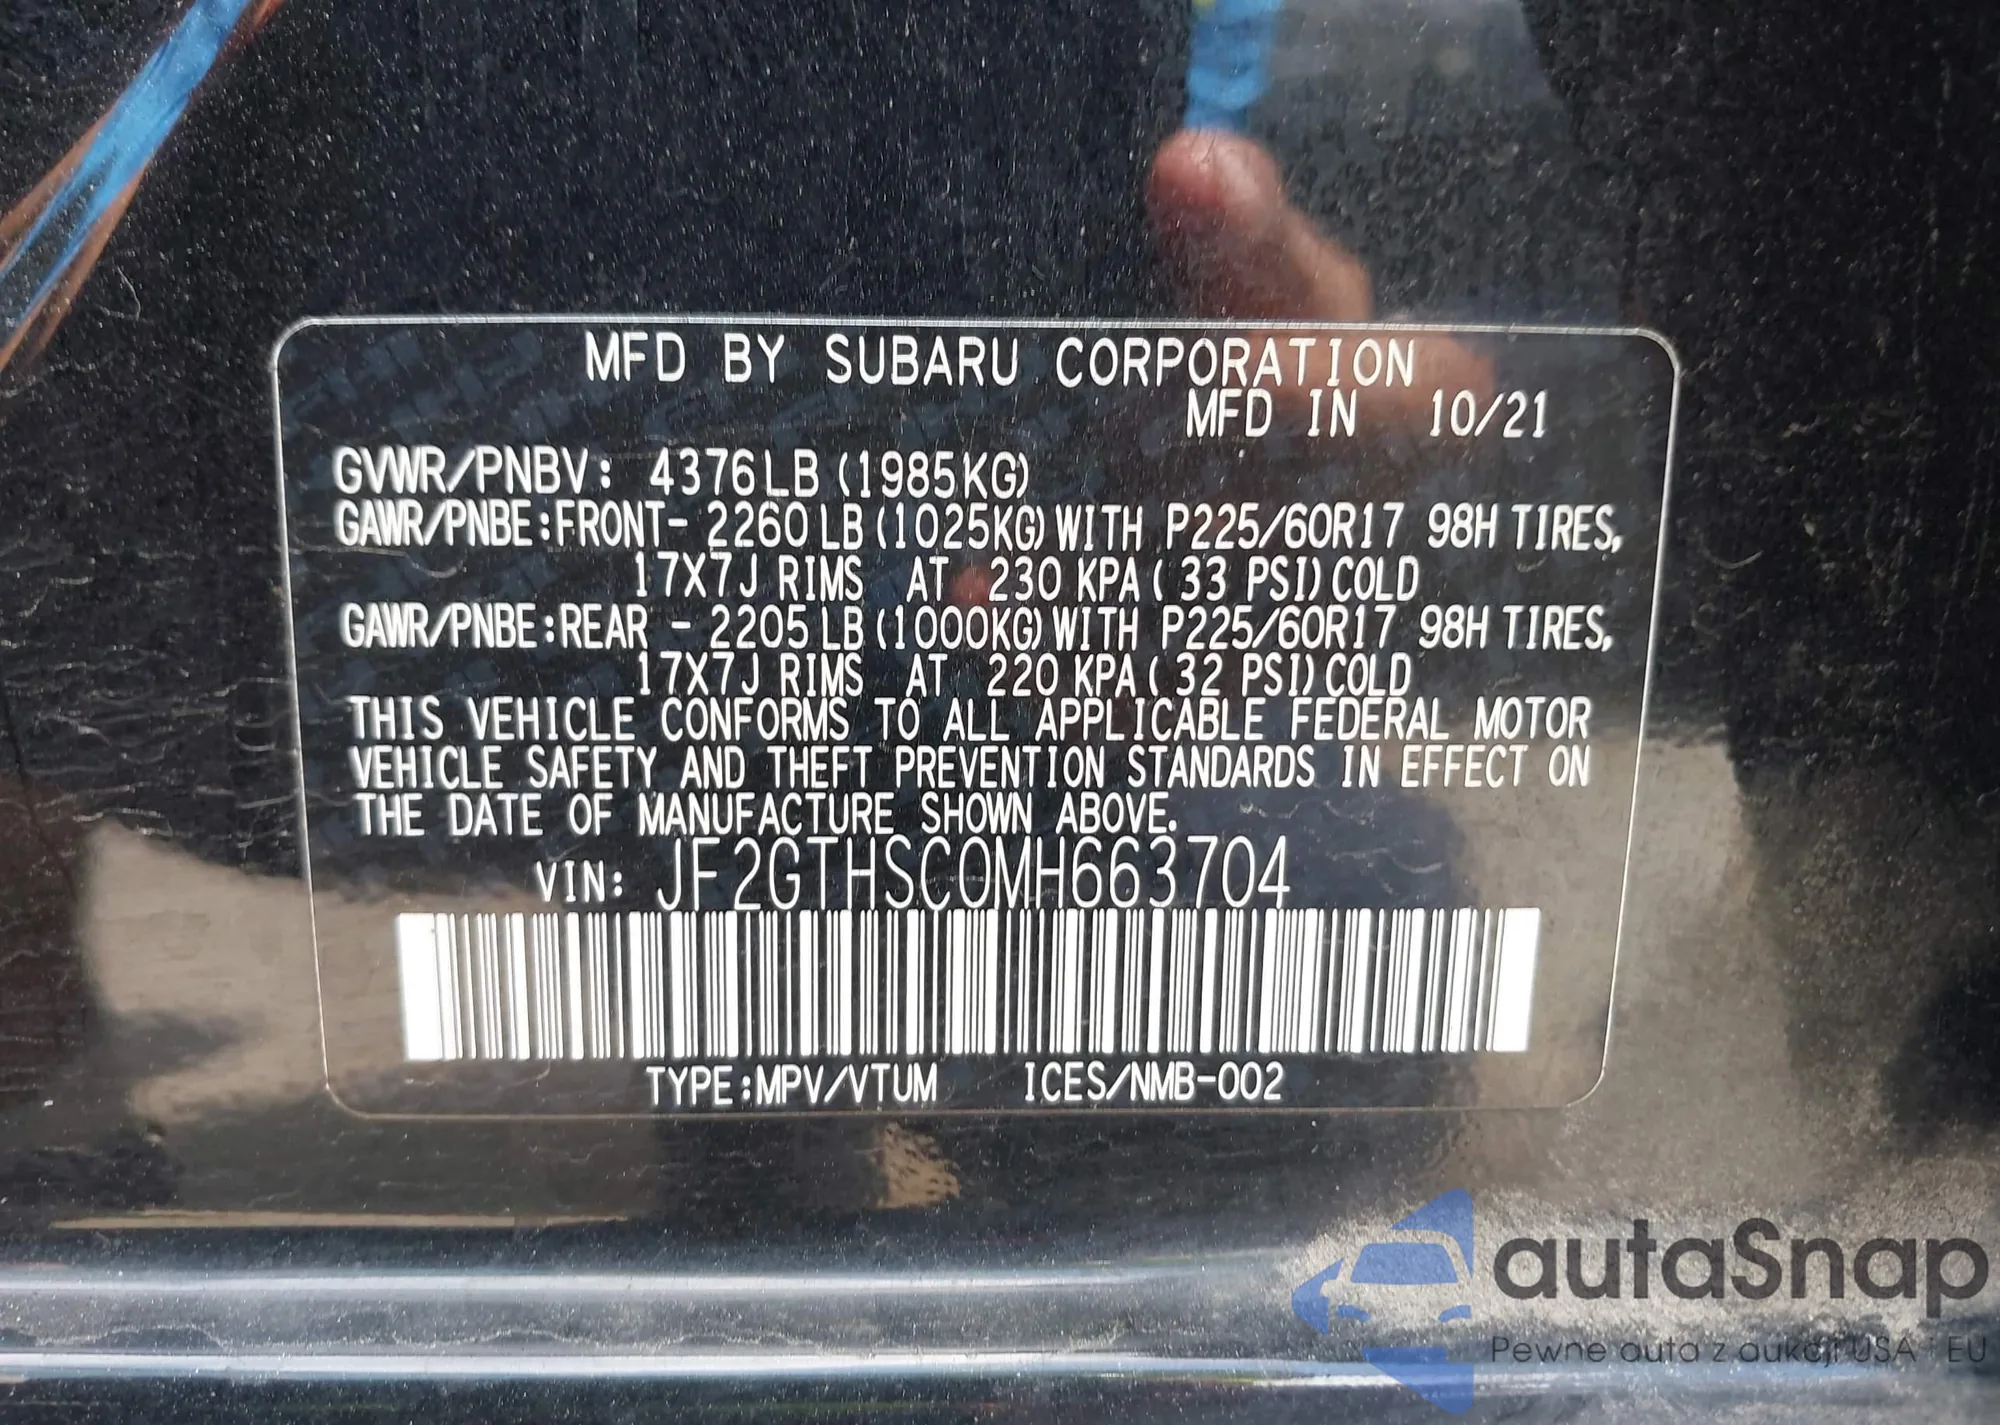 MFD BY SUBARU CORPORATION
MFD IN 10/21
GVWR/PNBV: 4376LB (1985KG)
GAWR/PNBE:FRONT- 2260LB (1025KG) WITH P225/60R17 98H TIRES,
17X7J RIMS AT 230 KPA ( 33 PSI) COLD
GAWR/PNBE:REAR - 2205LB (1000KG) WITH P225/60R17 98H TIRES,
17X7J RIMS AT 220 KPA ( 32 PSI) COLD
THIS VEHICLE CONFORMS TO ALL APPLICABLE FEDERAL MOTOR
VEHICLE SAFETY AND THEFT PREVENTION STANDARDS IN EFFECT ON
THE DATE OF MANUFACTURE SHOWN ABOVE.
VIN: JF2GTHSC0MH663704
TYPE:MPV/VTUM ICES/NMB-002
autaSnap
Pewne auta z aukcji USA i EU